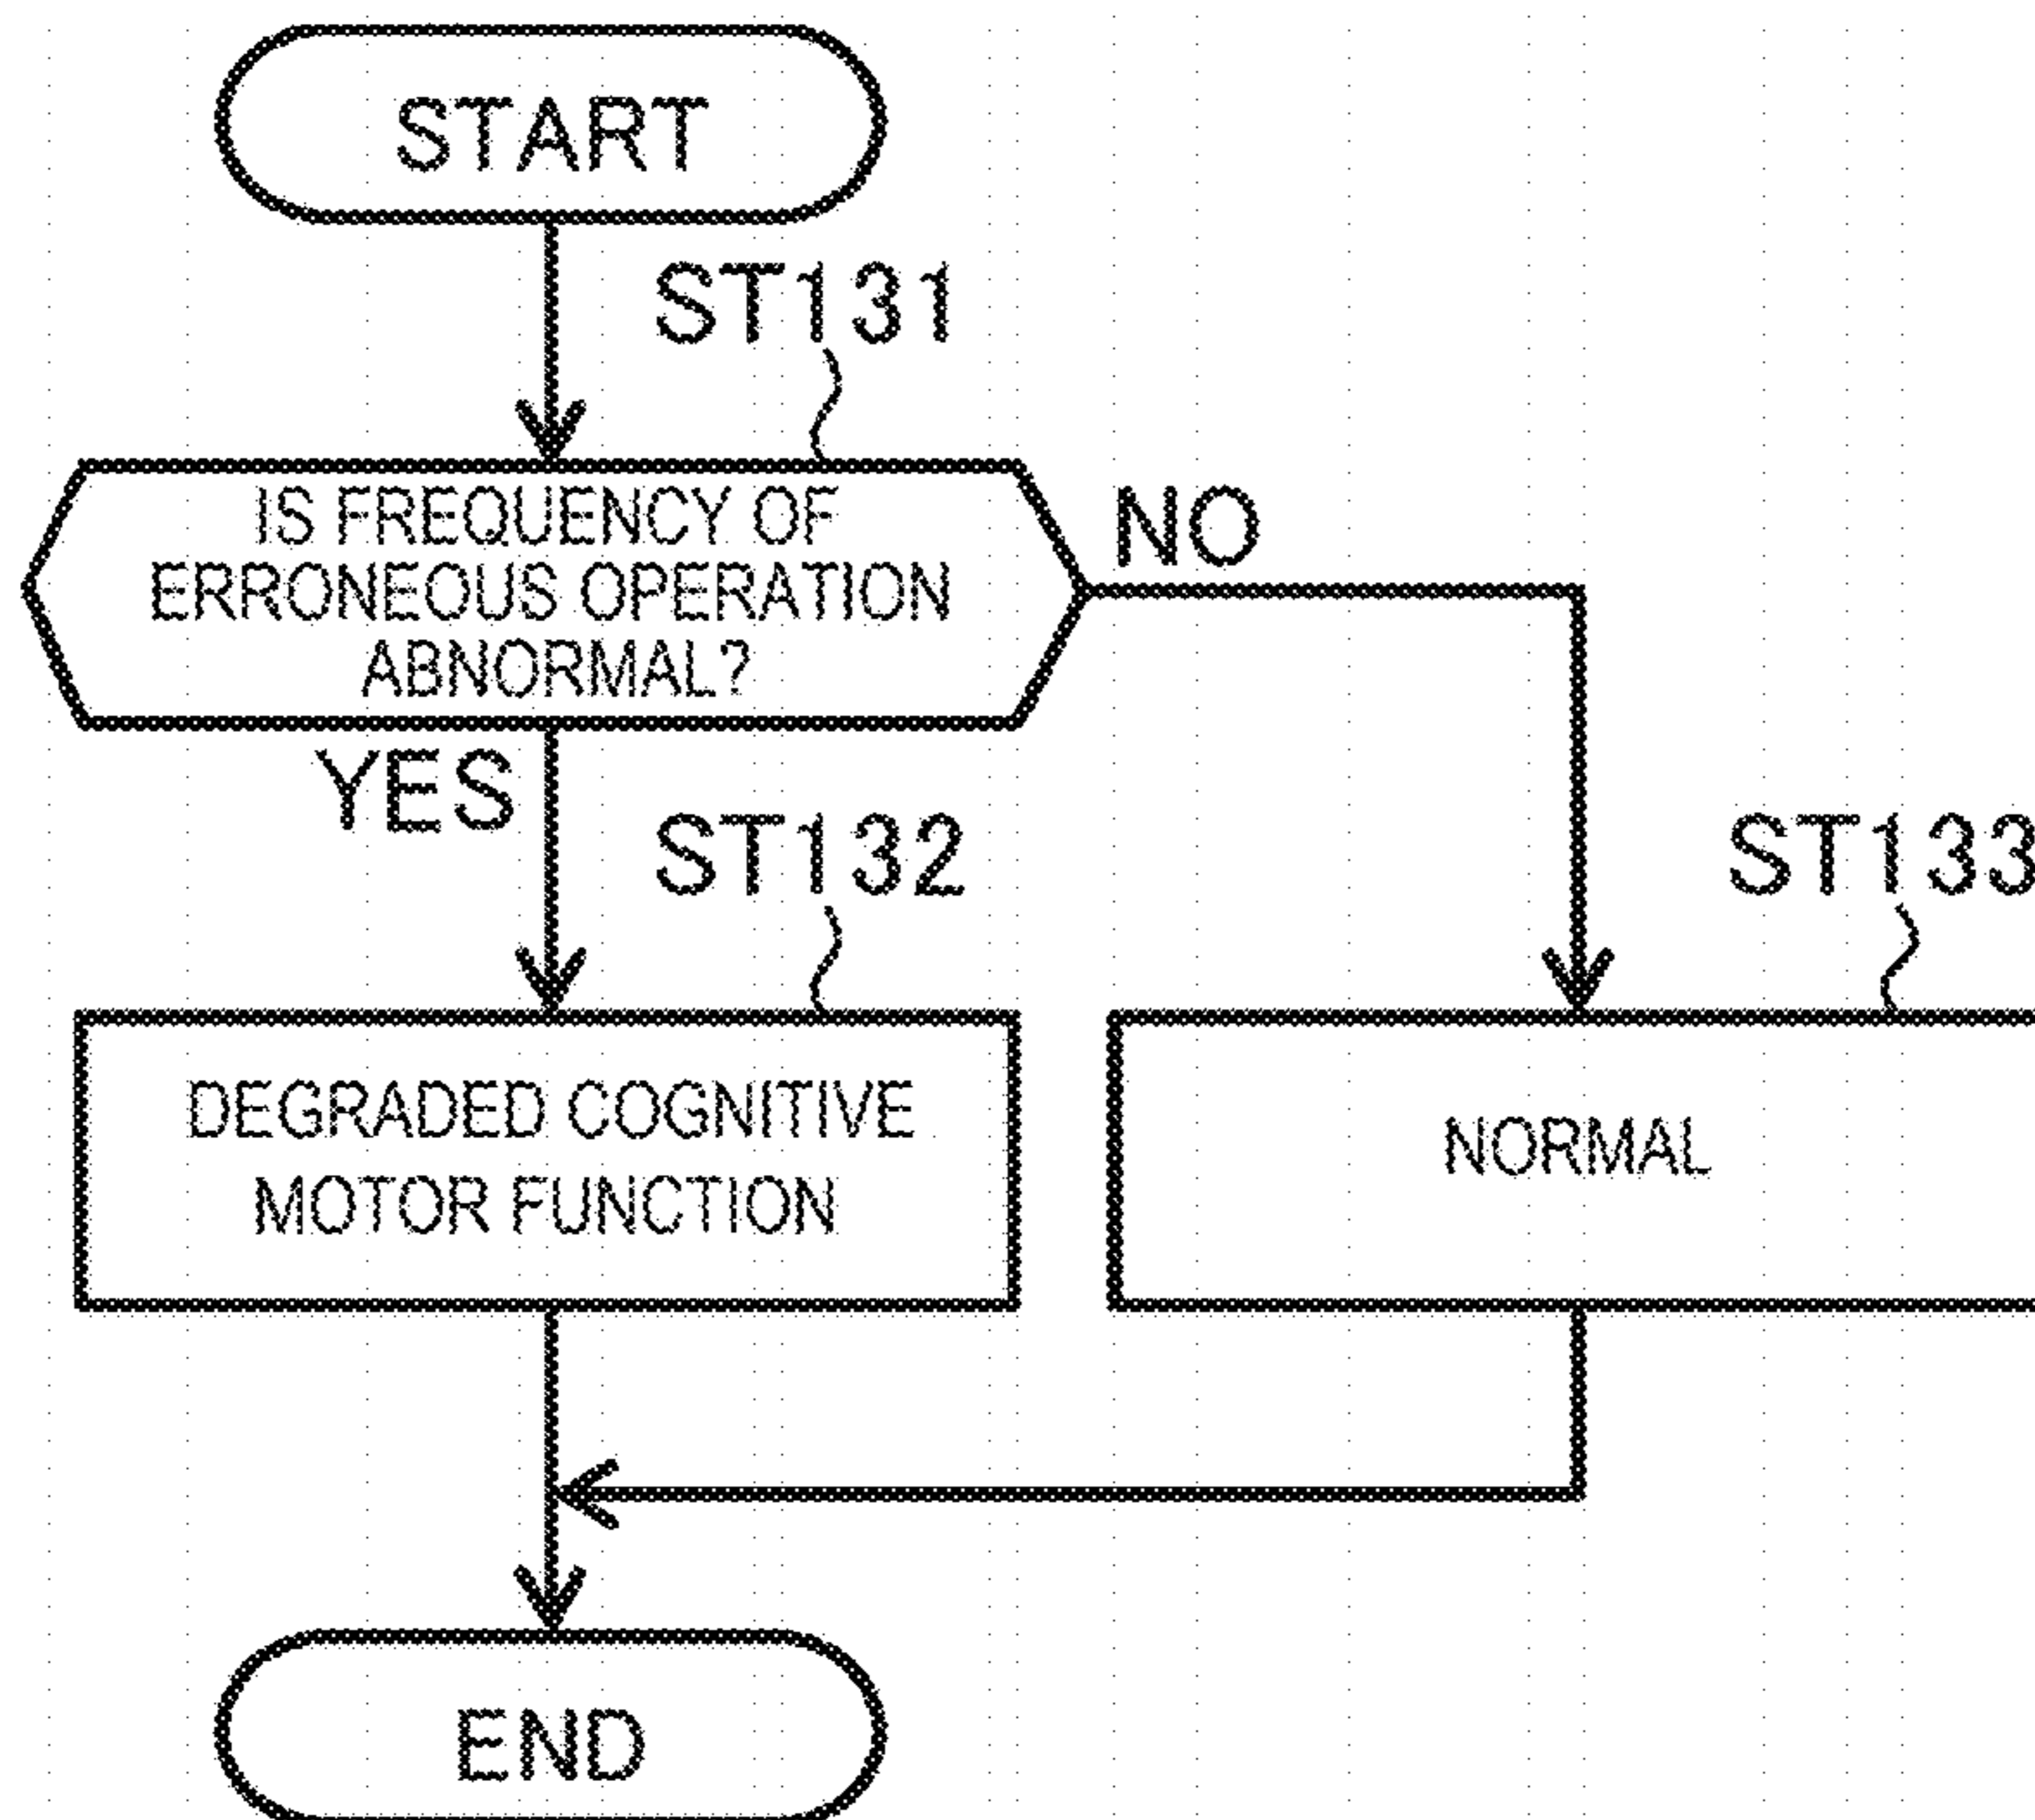 START
ST131
IS FREQUENCY OF
ERRONEOUS OPERATION
ABNORMAL?
NO
YES
ST132
ST133
DEGRADED COGNITIVE
MOTOR FUNCTION
NORMAL
END